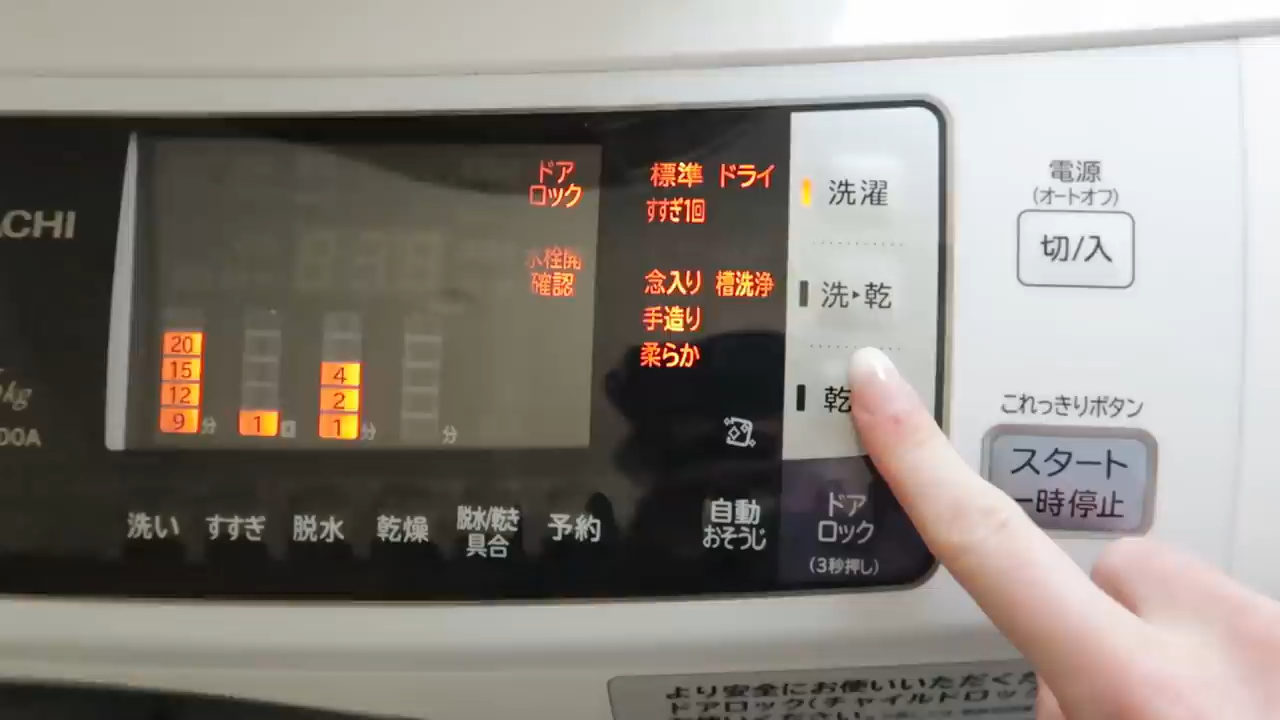 ACHI
kg
00A
ドア
ロック
水栓開
確認
標準 ドライ
すすぎ1回
念入り 槽洗浄
手造り
柔らか
20
15
12
9分
1回
4
2
1分
分
洗い
すすぎ
脱水
乾燥
脱水/乾き
具合
予約
自動
おそうじ
洗濯
洗▸乾
乾
ドア
ロック
(3秒押し)
電源
(オートオフ)
切/入
これっきりボタン
スタート
一時停止
より安全にお使いいただくた
ドアロック(チャイルドロッ